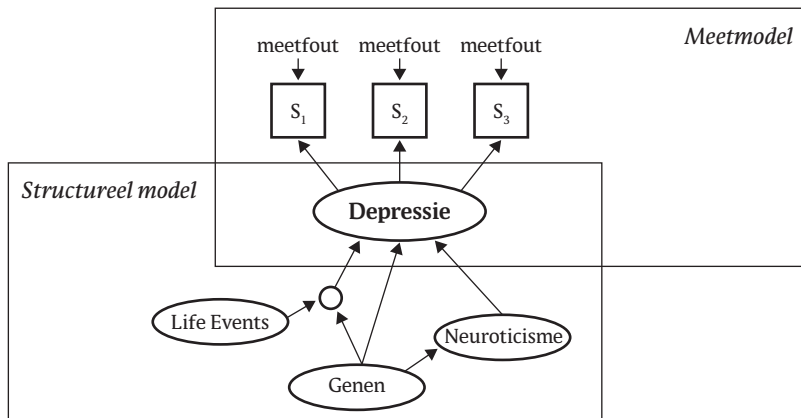 Meetmodel
meetfout meetfout meetfout
S₁ S₂ S₃
Structureel model
Depressie
Life Events
Neuroticisme
Genen